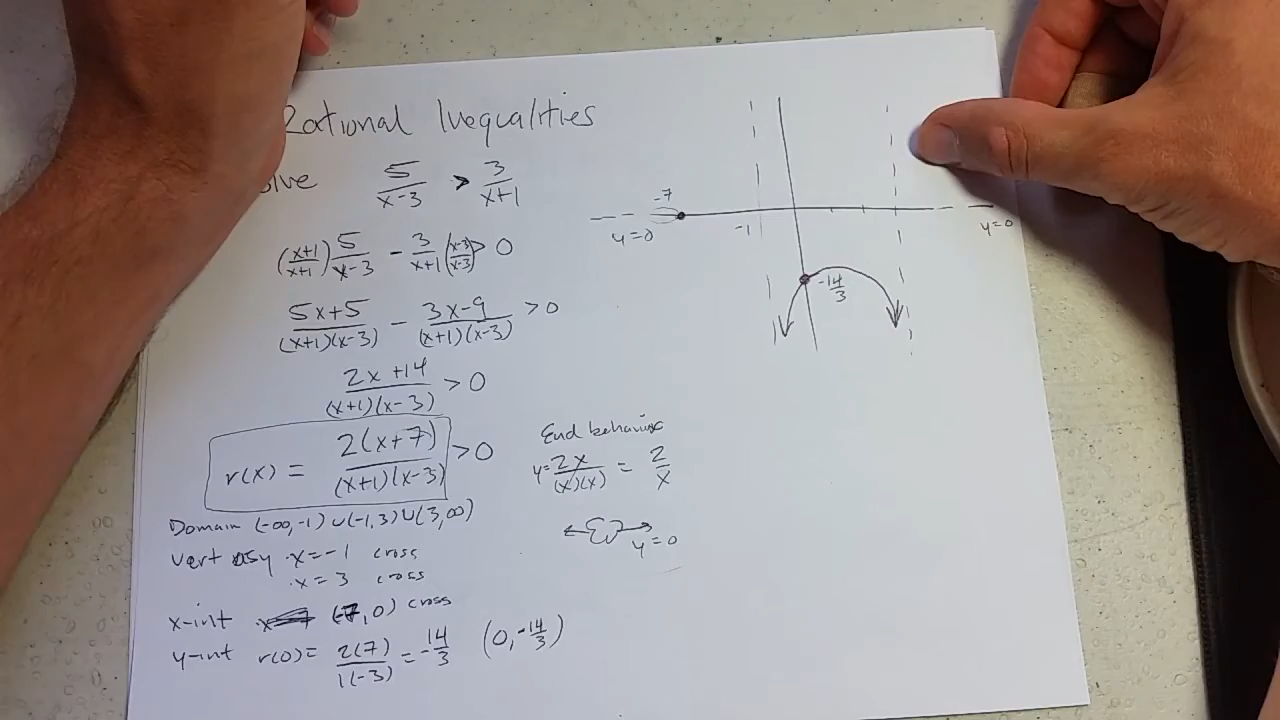 Rational Inequalities
5/(x-3) > 3/(x+1)
((x+1)/(x+1)) 5/(x-3) - 3/(x+1) ((x-3)/(x-3)) > 0
(5x+5)/((x+1)(x-3)) - (3x-9)/((x+1)(x-3)) > 0
(2x+14)/((x+1)(x-3)) > 0
r(x) = 2(x+7)/((x+1)(x-3)) > 0
Domain (-∞,-1) ∪ (-1,3) ∪ (3,∞)
vert asy x=-1 cross
x=3 cross
x-int (-7,0) cross
y-int r(0) = 2(7)/(1(-3)) = -14/3 (0,-14/3)
End behavior
y = 2x/((x)(x)) = 2/x
y=0
-7
y=0
-1
y=0
-14/3